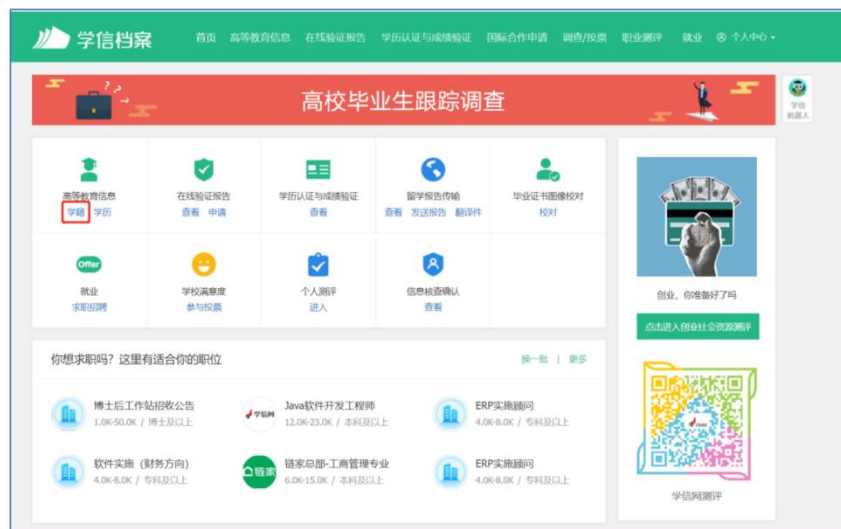 学信档案
首页 高等教育信息 在线验证报告 学历认证与成绩验证 国际合作申请 调查/投票 职业测评 就业 个人中心
高校毕业生跟踪调查
学信
机器人
高等教育信息 在线验证报告 学历认证与成绩验证 留学报告传输 毕业证书图像校对
学籍 学历 查看 申请 查看 查看 发送报告 翻译件 校对
Offer
就业 学校满意度 个人测评 信息核查确认
求职招聘 参与投票 进入 查看
创业,你准备好了吗
点击进入创业社会资源测评
你想求职吗?这里有适合你的职位 换一批 | 更多
博士后工作站招收公告 Java软件开发工程师 ERP实施顾问
1.0K-50.0K / 博士及以上 学信网 12.0K-23.0K / 本科及以上 4.0K-8.0K / 专科及以上
软件实施(财务方向) 链家总部-工商管理专业 ERP实施顾问
4.0K-8.0K / 专科及以上 链家 6.0K-15.0K / 本科及以上 4.0K-8.0K / 专科及以上
学信网测评